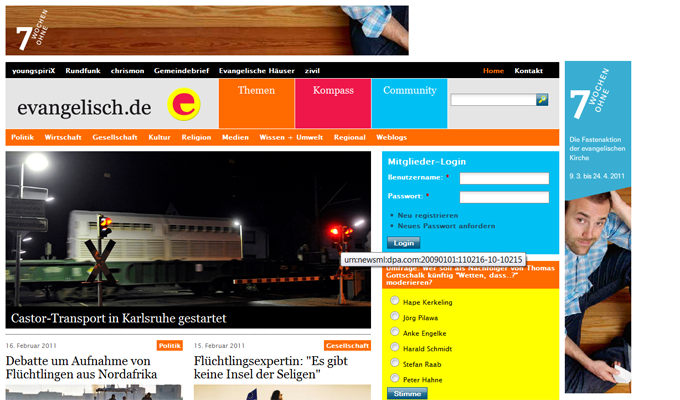 7 WOCHEN
OHNE
youngspiriX Rundfunk chrismon Gemeindebrief Evangelische Häuser zivil Home Kontakt
evangelisch.de e
Themen Kompass Community
Politik Wirtschaft Gesellschaft Kultur Religion Medien Wissen + Umwelt Regional Weblogs
Castor-Transport in Karlsruhe gestartet
16. Februar 2011 Politik
Debatte um Aufnahme von
Flüchtlingen aus Nordafrika
15. Februar 2011 Gesellschaft
Flüchtlingsexpertin: "Es gibt
keine Insel der Seligen"
Mitglieder-Login
Benutzername: *
Passwort: *
Neu registrieren
Neues Passwort anfordern
Login
urn:newsml:dpa.com:20090101:110216-10-10215
Umfrage: Wer soll als Nachfolger von Thomas
Gottschalk künftig "Wetten, dass..?"
moderieren?
Hape Kerkeling
Jörg Pilawa
Anke Engelke
Harald Schmidt
Stefan Raab
Peter Hahne
Stimme
7 WOCHEN
OHNE
Die Fastenaktion
der evangelischen
Kirche
9. 3. bis 24. 4. 2011